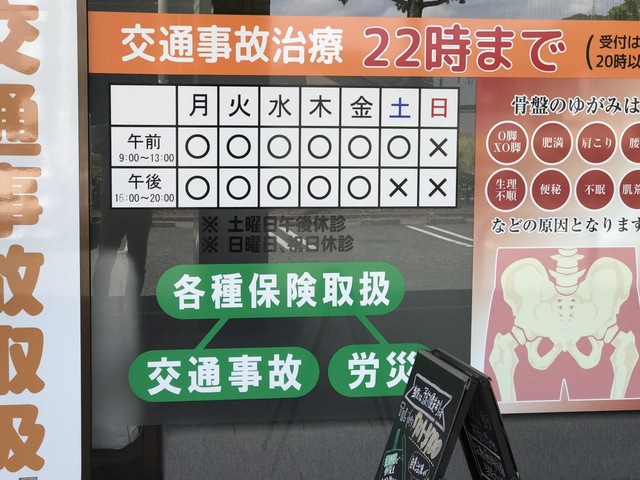 交通事故取扱
交通事故治療 22時まで
(受付は
20時以
月 火 水 木 金 土 日
午前 9:00〜13:00 ○ ○ ○ ○ ○ ○ ×
午後 16:00〜20:00 ○ ○ ○ ○ ○ × ×
※ 土曜日午後休診
※ 日曜日、祝日休診
各種保険取扱
交通事故
労災
骨盤のゆがみは
O脚 XO脚 肥満 肩こり 腰
生理不順 便秘 不眠 肌荒
などの原因となります